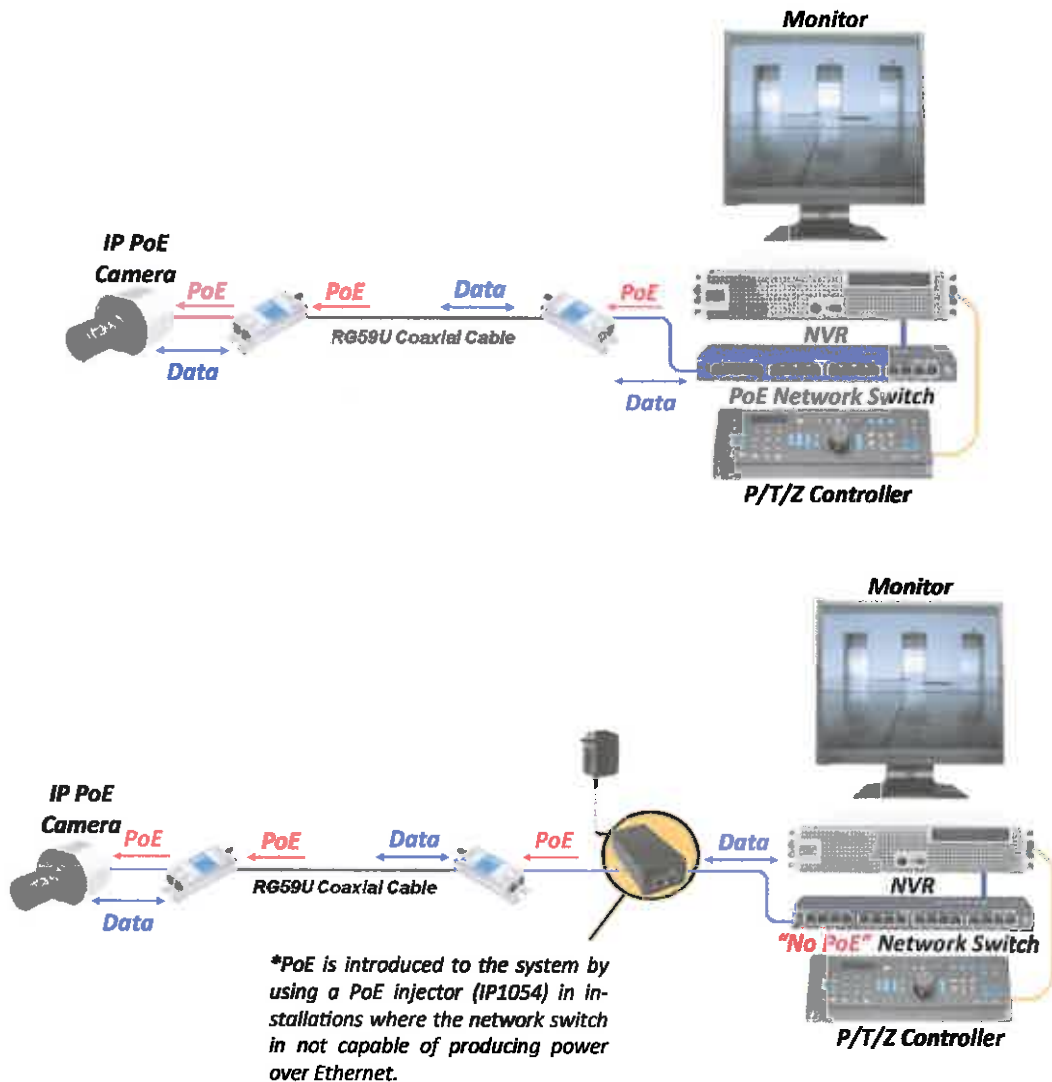 Monitor
IP PoE
Camera
PoE
PoE
Data
PoE
RG59U Coaxial Cable
Data
Data
NVR
PoE Network Switch
P/T/Z Controller
Monitor
IP PoE
Camera
PoE
PoE
Data
PoE
Data
RG59U Coaxial Cable
Data
NVR
"No PoE" Network Switch
P/T/Z Controller
*PoE is introduced to the system by
using a PoE injector (IP1054) in in-
stallations where the network switch
in not capable of producing power
over Ethernet.